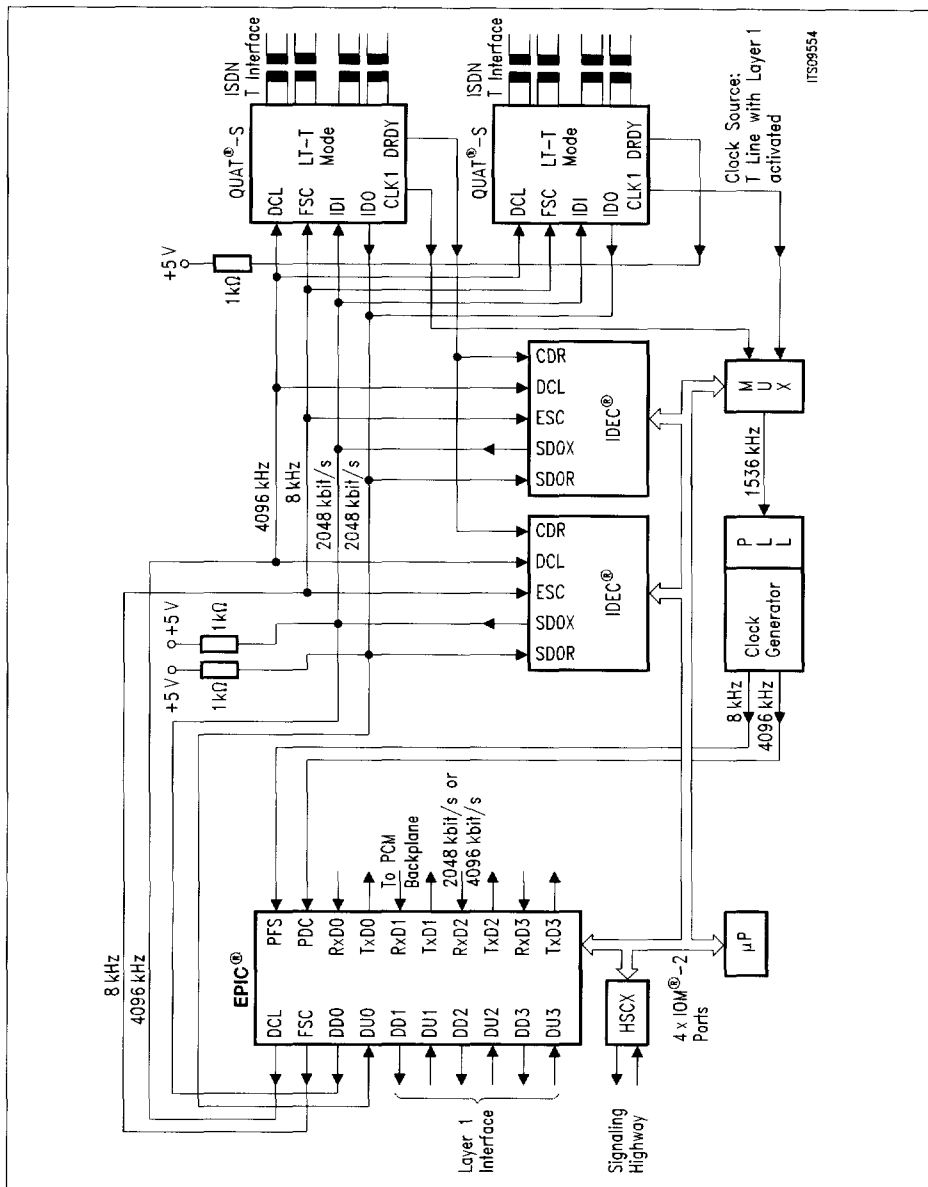 ISDN
T Interface
QUAT®-S
LT-T
Mode
DCL
FSC
IDI
IDO
CLK1
DRDY
ISDN
T Interface
QUAT®-S
LT-T
Mode
DCL
FSC
IDI
IDO
CLK1
DRDY
Clock Source:
T Line with Layer 1
activated
ITS09554
+5 V
1kΩ
4096 kHz
8 kHz
2048 kbit/s
2048 kbit/s
CDR
DCL
ESC
SDOX
SDOR
IDEC®
CDR
DCL
ESC
SDOX
SDOR
IDEC®
MUX
1536 kHz
PLL
Clock
Generator
8 kHz
4096 kHz
+5 V
1kΩ
+5 V
1kΩ
8 kHz
4096 kHz
EPIC®
PFS
PDC
RxD0
TxD0
RxD1
TxD1
RxD2
TxD2
RxD3
TxD3
DCL
FSC
DD0
DU0
DD1
DU1
DD2
DU2
DD3
DU3
To PCM
Backplane
2048 kbit/s or
4096 kbit/s
Layer 1
Interface
HSCX
4 x IOM®-2
Ports
µP
Signaling
Highway